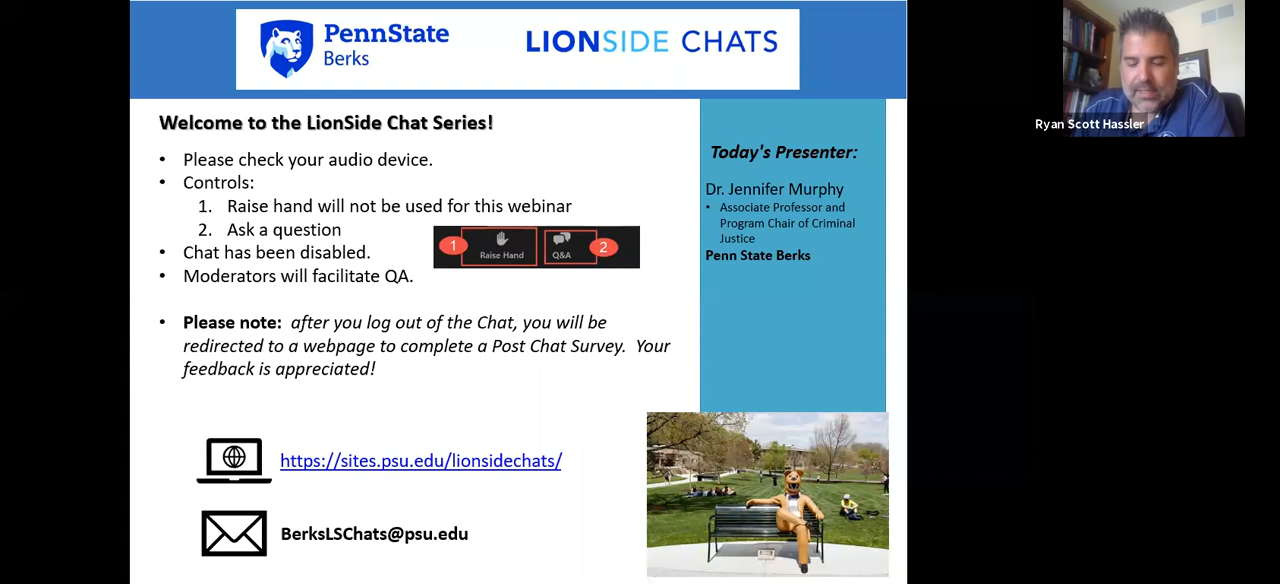 PennState
Berks
LIONSIDE CHATS
Ryan Scott Hassler
Welcome to the LionSide Chat Series!
• Please check your audio device.
• Controls:
1. Raise hand will not be used for this webinar
2. Ask a question
1 Raise Hand Q&A 2
• Chat has been disabled.
• Moderators will facilitate QA.
• Please note: after you log out of the Chat, you will be
redirected to a webpage to complete a Post Chat Survey. Your
feedback is appreciated!
https://sites.psu.edu/lionsidechats/
BerksLSChats@psu.edu
Today's Presenter:
Dr. Jennifer Murphy
• Associate Professor and
Program Chair of Criminal
Justice
Penn State Berks